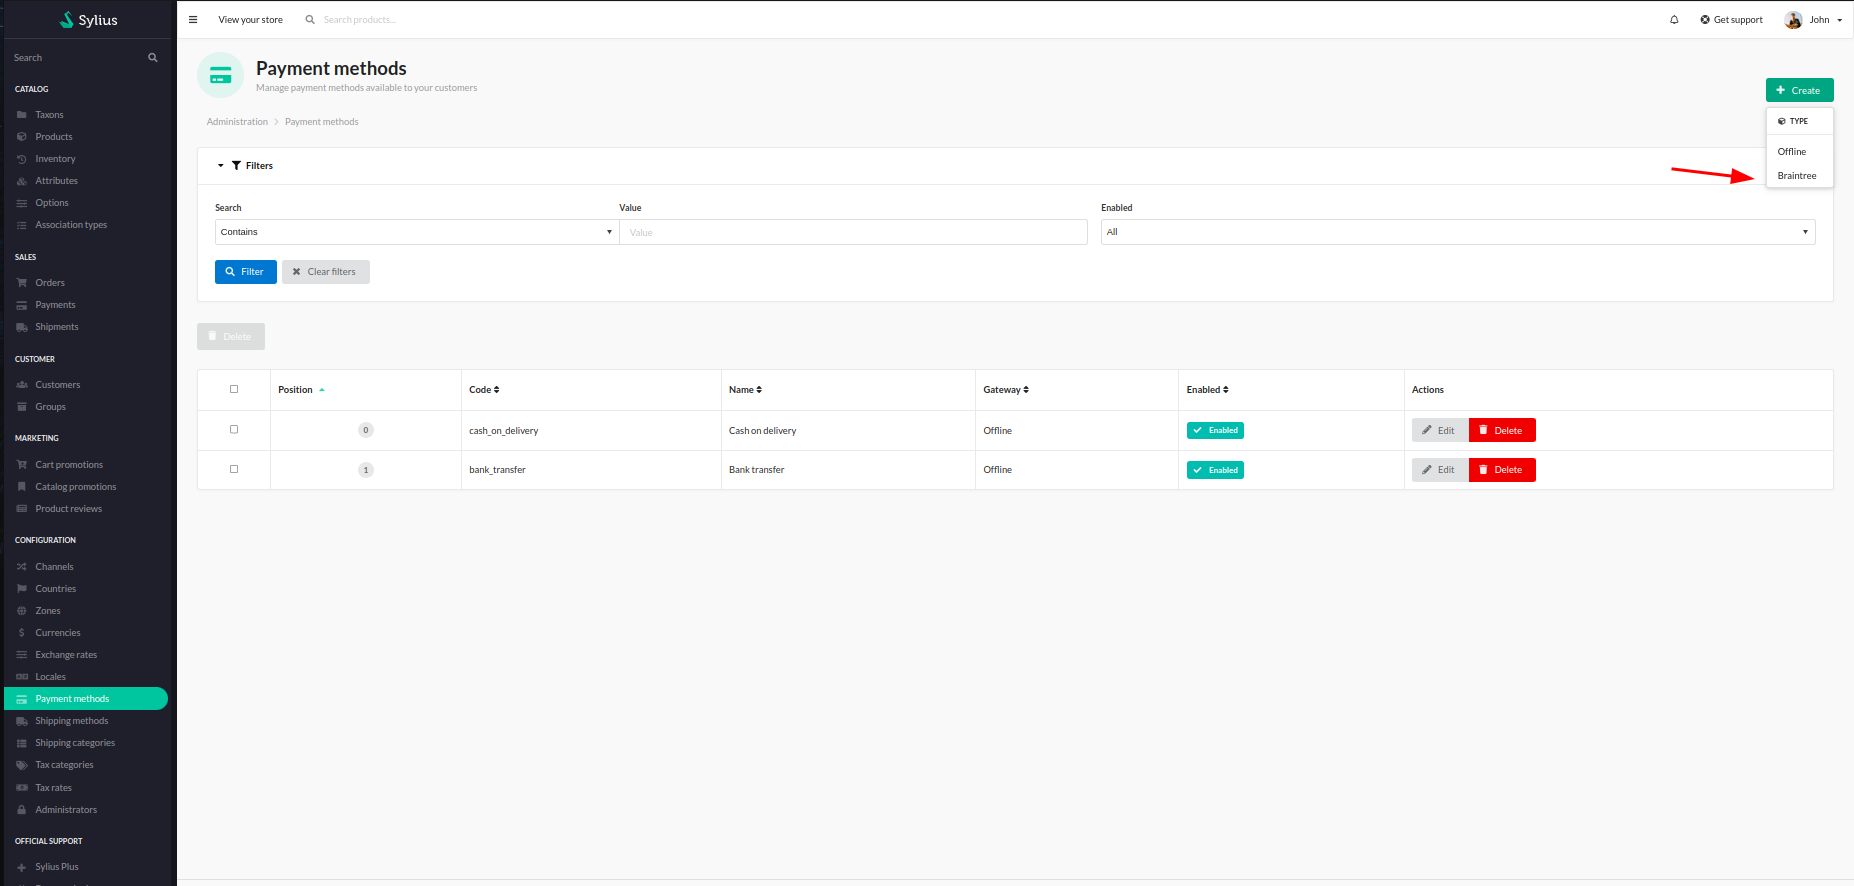 Sylius
Search
CATALOG
Taxons
Products
Inventory
Attributes
Options
Association types
SALES
Orders
Payments
Shipments
CUSTOMER
Customers
Groups
MARKETING
Cart promotions
Catalog promotions
Product reviews
CONFIGURATION
Channels
Countries
Zones
Currencies
Exchange rates
Locales
Payment methods
Shipping methods
Shipping categories
Tax categories
Tax rates
Administrators
OFFICIAL SUPPORT
Sylius Plus
View your store Search products... Get support John
Payment methods
Manage payment methods available to your customers
Administration > Payment methods
Create
TYPE
Offline
Braintree
Filters
Search Value Enabled
Contains Value All
Filter Clear filters
Delete
Position Code Name Gateway Enabled Actions
0 cash_on_delivery Cash on delivery Offline Enabled Edit Delete
1 bank_transfer Bank transfer Offline Enabled Edit Delete